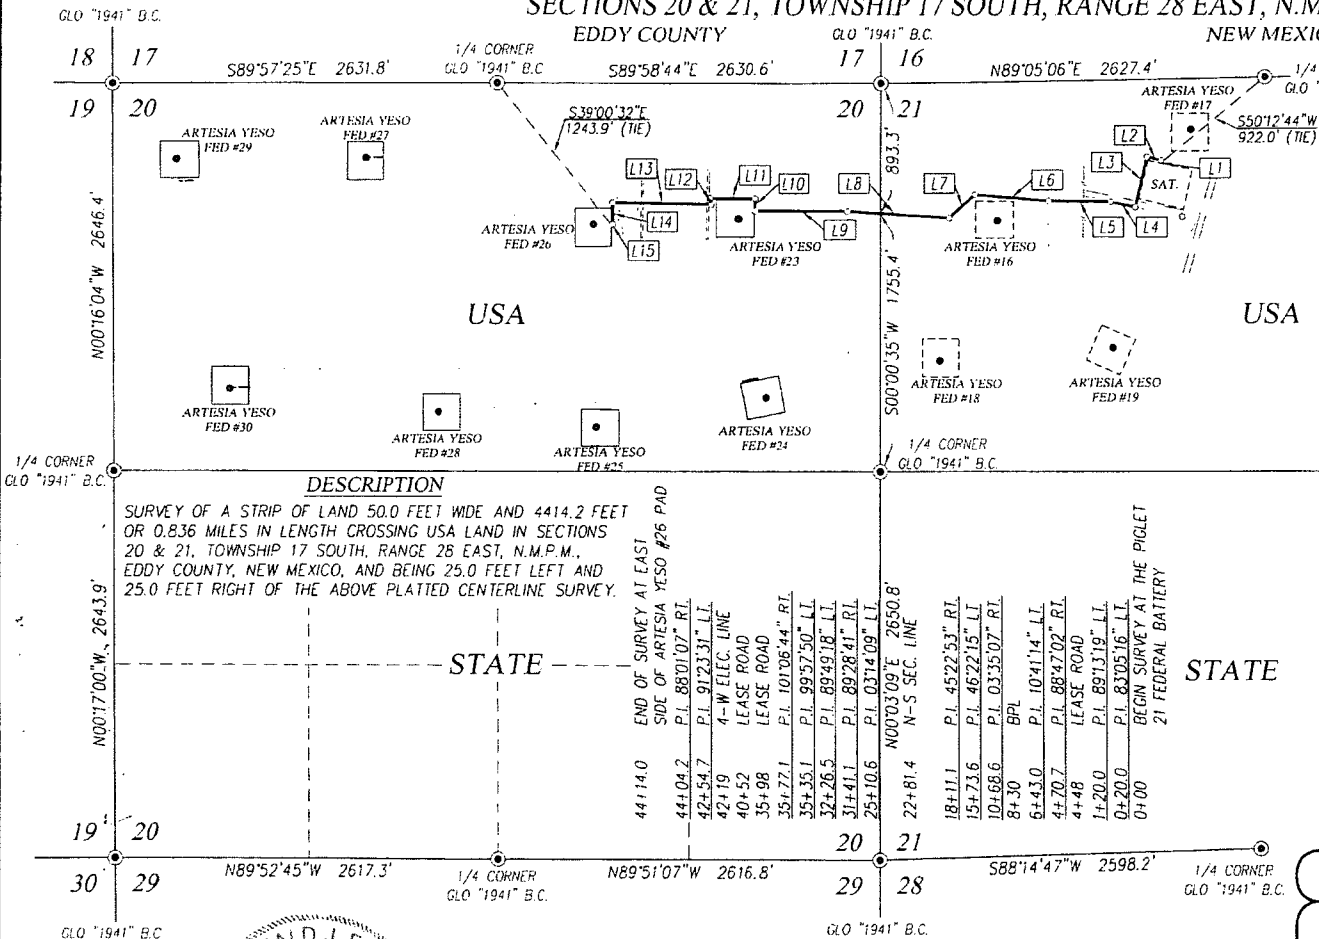 SECTIONS 20 & 21, TOWNSHIP 17 SOUTH, RANGE 28 EAST, N.M.
EDDY COUNTY
NEW MEXIC
GLO "1941" B.C.
GLO "1941" B.C.
18 17
S89°57'25"E 2631.8'
1/4 CORNER
GLO "1941" B.C
S89°58'44"E 2630.6'
17 16
N89°05'06"E 2627.4'
1/4
GLO
19 20
20 21
ARTESIA YESO
FED #29
ARTESIA YESO
FED #27
S39°00'32"E
1243.9' (TIE)
ARTESIA YESO
FED #17
S50°12'44"W
922.0' (TIE)
893.3'
L13
L12
L11
L10
L8
L7
L6
L3
L2
L1
SAT.
L14
L15
L9
L5
L4
ARTESIA YESO
FED #26
ARTESIA YESO
FED #23
ARTESIA YESO
FED #16
N00°16'04"W 2646.4'
S00°00'35"W 1755.4'
USA
USA
ARTESIA YESO
FED #30
ARTESIA YESO
FED #28
ARTESIA YESO
FED #25
ARTESIA YESO
FED #24
ARTESIA YESO
FED #18
ARTESIA YESO
FED #19
1/4 CORNER
GLO "1941" B.C.
1/4 CORNER
GLO "1941" B.C.
DESCRIPTION
SURVEY OF A STRIP OF LAND 50.0 FEET WIDE AND 4414.2 FEET
OR 0.836 MILES IN LENGTH CROSSING USA LAND IN SECTIONS
20 & 21, TOWNSHIP 17 SOUTH, RANGE 28 EAST, N.M.P.M.,
EDDY COUNTY, NEW MEXICO, AND BEING 25.0 FEET LEFT AND
25.0 FEET RIGHT OF THE ABOVE PLATTED CENTERLINE SURVEY.
N00°17'00"W, 2643.9'
STATE
STATE
44+14.0 END OF SURVEY AT EAST
SIDE OF ARTESIA YESO #26 PAD
44+04.2 P.I. 88°01'07" RT.
42+54.7 P.I. 91°23'31" LT.
42+19 4-W ELEC. LINE
40+52 LEASE ROAD
35+98 LEASE ROAD
35+77.1 P.I. 101°06'44" RT.
35+35.1 P.I. 99°57'50" LT.
32+26.5 P.I. 89°49'18" LT.
31+41.1 P.I. 89°28'41" RT.
25+10.6 P.I. 03°14'09" LT.
N00°03'09"E 2650.8'
22+81.4 N-S SEC. LINE
18+11.1 P.I. 45°22'53" RT.
15+73.6 P.I. 46°22'15" LT.
10+68.6 P.I. 03°35'07" RT.
8+30 BPL
6+43.0 P.I. 10°41'14" LT.
4+70.7 P.I. 88°47'02" RT.
4+48 LEASE ROAD
1+20.0 P.I. 89°13'19" LT.
0+20.0 P.I. 83°05'16" LT.
0+00 BEGIN SURVEY AT THE PIGLET
21 FEDERAL BATTERY
19 20
20 21
N89°52'45"W 2617.3'
N89°51'07"W 2616.8'
S88°14'47"W 2598.2'
30 29
1/4 CORNER
GLO "1941" B.C.
29 28
1/4 CORNER
GLO "1941" B.C.
GLO "1941" B.C
GLO "1941" B.C.